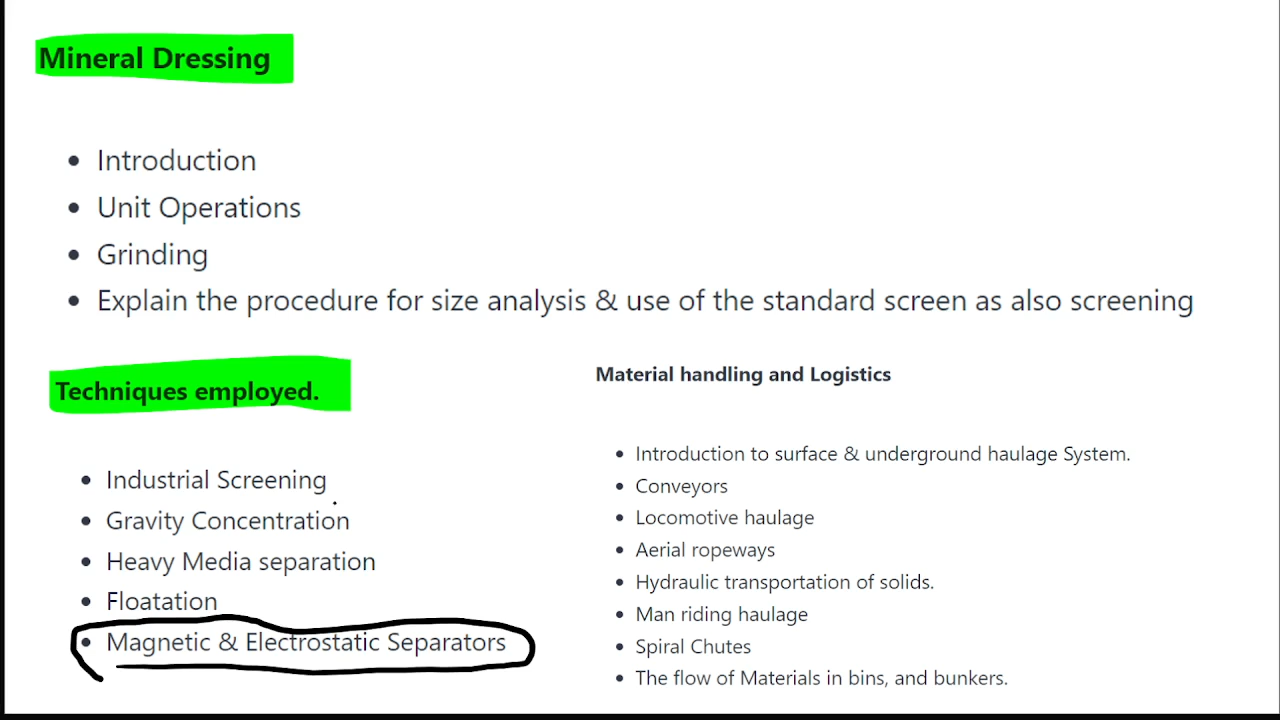 Mineral Dressing
• Introduction
• Unit Operations
• Grinding
• Explain the procedure for size analysis & use of the standard screen as also screening
Techniques employed.
• Industrial Screening
• Gravity Concentration
• Heavy Media separation
• Floatation
• Magnetic & Electrostatic Separators
Material handling and Logistics
• Introduction to surface & underground haulage System.
• Conveyors
• Locomotive haulage
• Aerial ropeways
• Hydraulic transportation of solids.
• Man riding haulage
• Spiral Chutes
• The flow of Materials in bins, and bunkers.